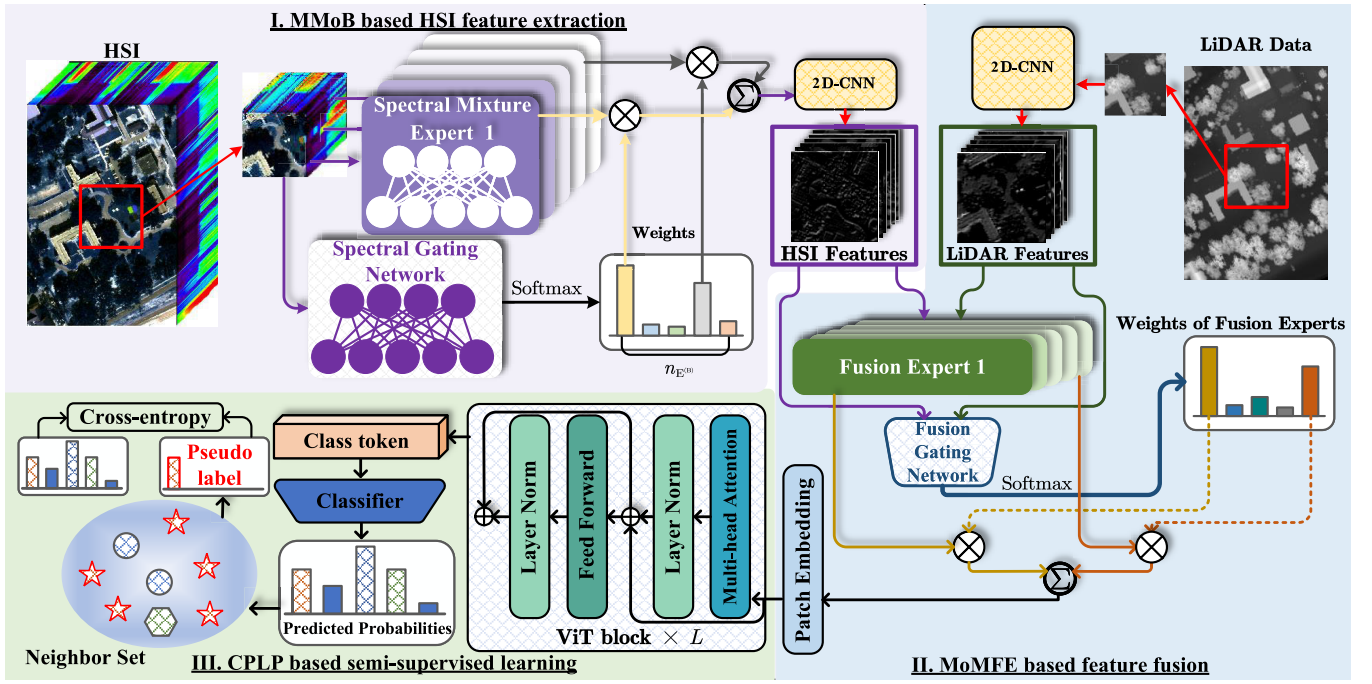 I. MMoB based HSI feature extraction
HSI
Spectral Mixture
Expert 1
Spectral Gating
Network
Softmax
Weights
n_E(B)
2D-CNN
HSI Features
2D-CNN
LiDAR Data
LiDAR Features
Fusion Expert 1
Fusion
Gating
Network
Softmax
Weights of Fusion Experts
Σ
Σ
Patch Embedding
II. MoMFE based feature fusion
Multi-head Attention
Layer Norm
Feed Forward
Layer Norm
ViT block × L
Class token
Classifier
Predicted Probabilities
Cross-entropy
Pseudo
label
Neighbor Set
III. CPLP based semi-supervised learning